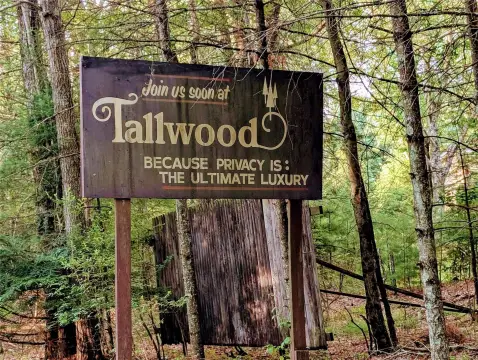 Join us soon at
Tallwood
BECAUSE PRIVACY IS:
THE ULTIMATE LUXURY